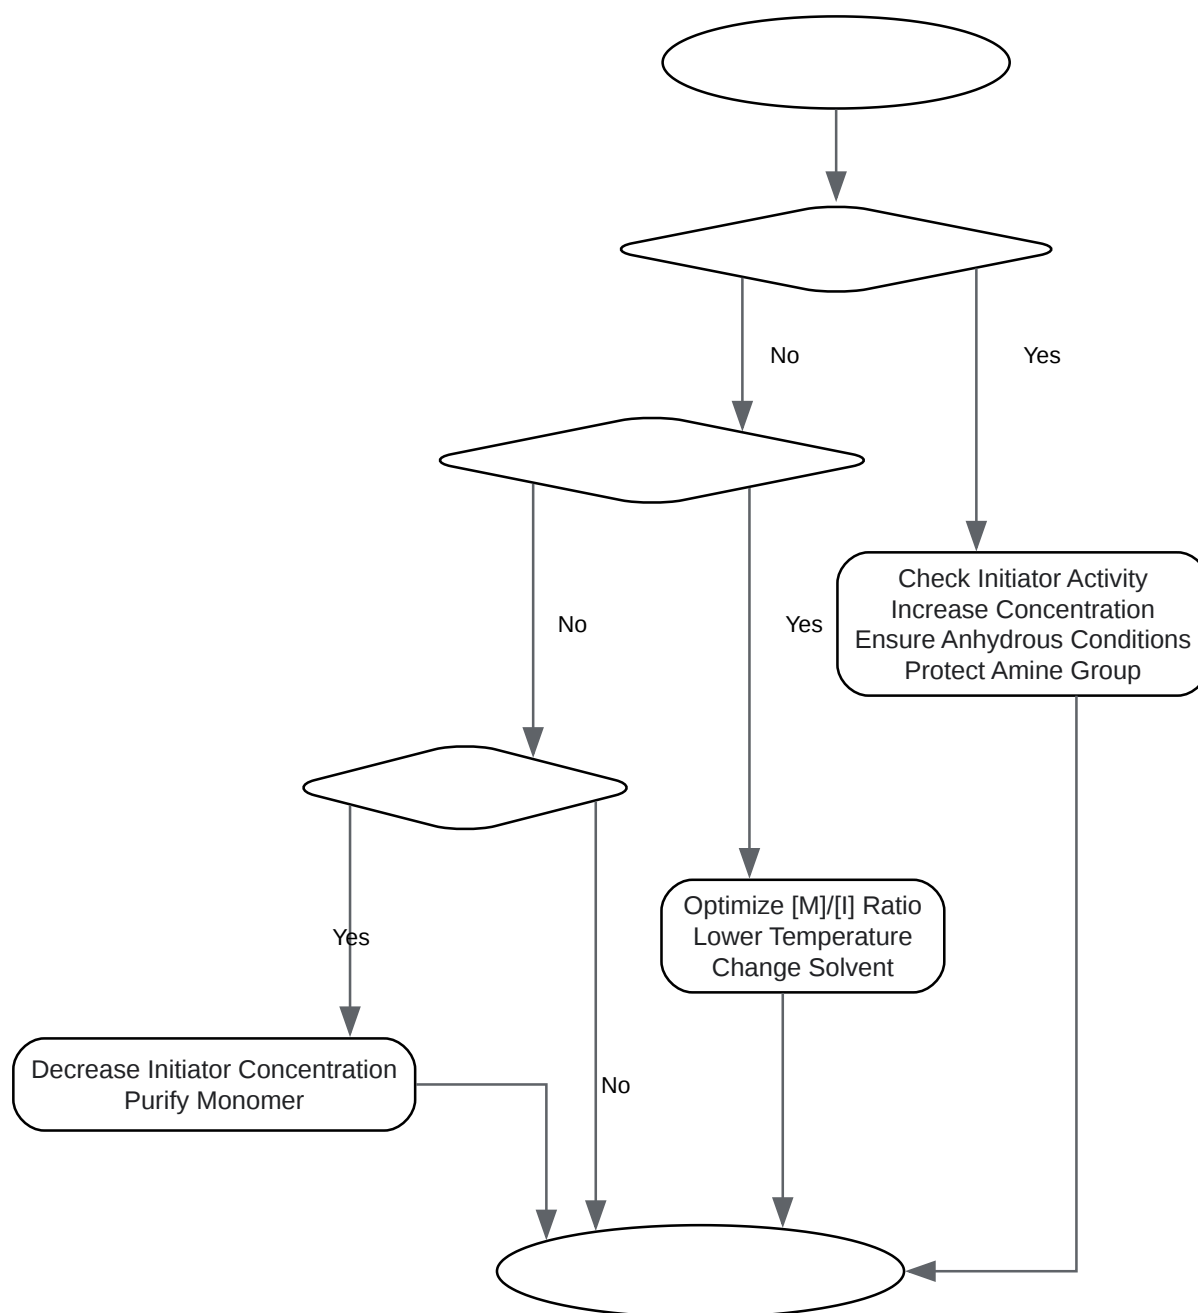 No
Yes
Check Initiator Activity
Increase Concentration
Ensure Anhydrous Conditions
Protect Amine Group
No
Yes
Optimize [M]/[I] Ratio
Lower Temperature
Change Solvent
Yes
Decrease Initiator Concentration
Purify Monomer
No